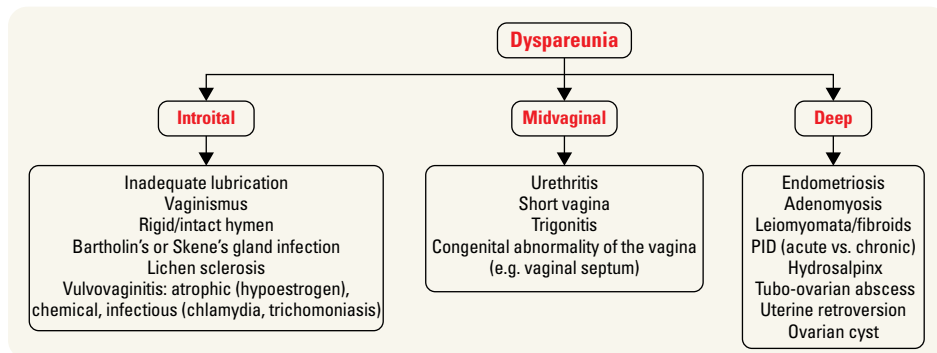 Dyspareunia
Introital
Midvaginal
Deep
Inadequate lubrication
Vaginismus
Rigid/intact hymen
Bartholin's or Skene's gland infection
Lichen sclerosis
Vulvovaginitis: atrophic (hypoestrogen),
chemical, infectious (chlamydia, trichomoniasis)
Urethritis
Short vagina
Trigonitis
Congenital abnormality of the vagina
(e.g. vaginal septum)
Endometriosis
Adenomyosis
Leiomyomata/fibroids
PID (acute vs. chronic)
Hydrosalpinx
Tubo-ovarian abscess
Uterine retroversion
Ovarian cyst